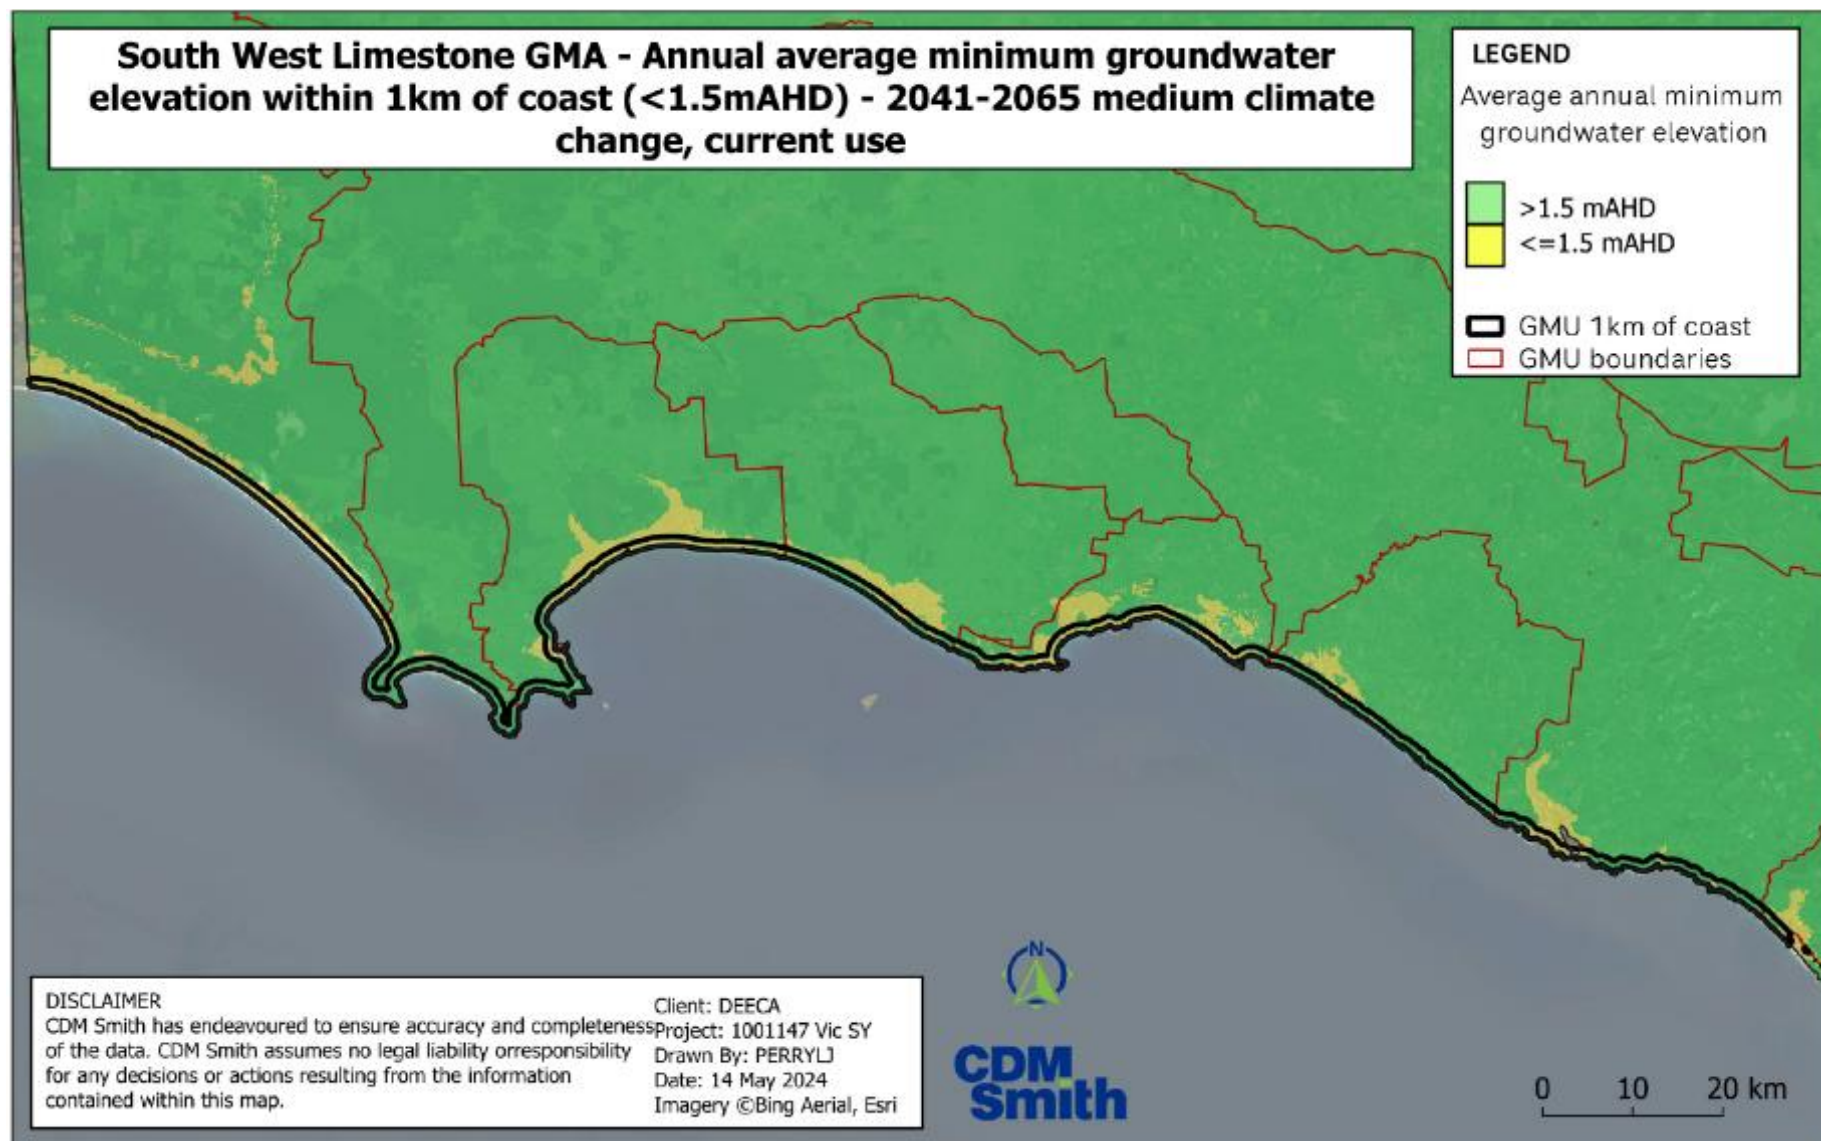 South West Limestone GMA - Annual average minimum groundwater
elevation within 1km of coast (<1.5mAHD) - 2041-2065 medium climate
change, current use
LEGEND
Average annual minimum
groundwater elevation
>1.5 mAHD
<=1.5 mAHD
GMU 1km of coast
GMU boundaries
DISCLAIMER
CDM Smith has endeavoured to ensure accuracy and completeness
of the data. CDM Smith assumes no legal liability orresponsibility
for any decisions or actions resulting from the information
contained within this map.
Client: DEECA
Project: 1001147 Vic SY
Drawn By: PERRYLJ
Date: 14 May 2024
Imagery ©Bing Aerial, Esri
N
CDM
Smith
0 10 20 km